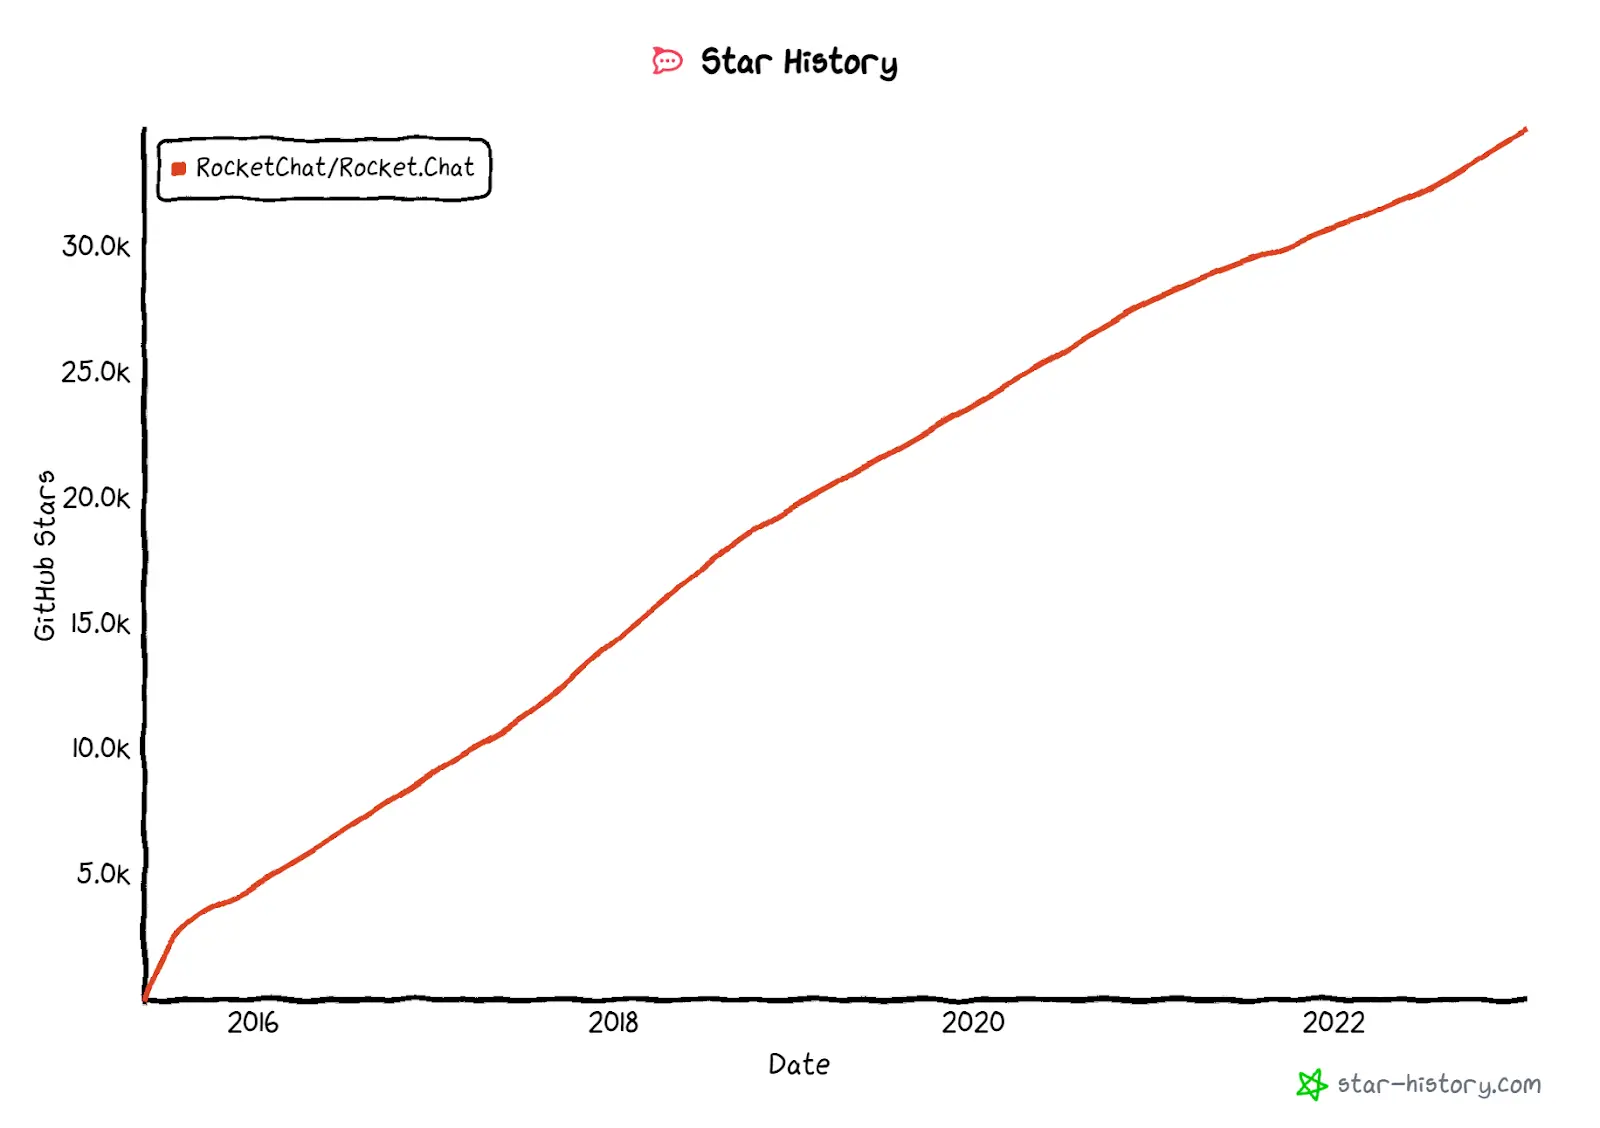 Star History
RocketChat/Rocket.Chat
30.0k
25.0k
20.0k
15.0k
10.0k
5.0k
GitHub Stars
2016
2018
2020
2022
Date
star-history.com